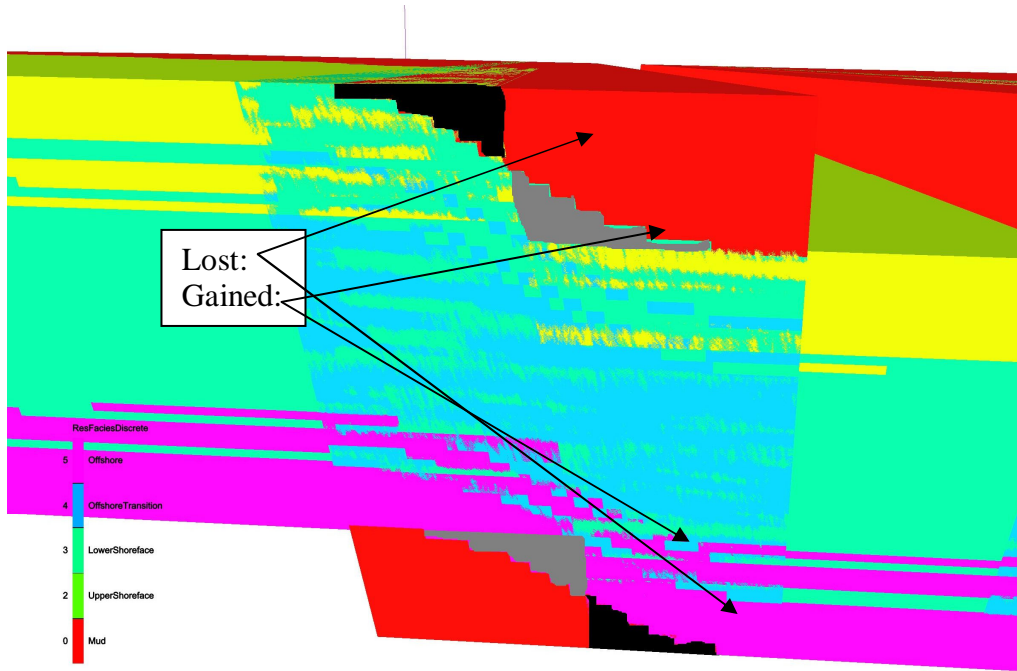 Lost:
Gained:
ResFaciesDiscrete
5 Offshore
4 OffshoreTransition
3 LowerShoreface
2 UpperShoreface
0 Mud